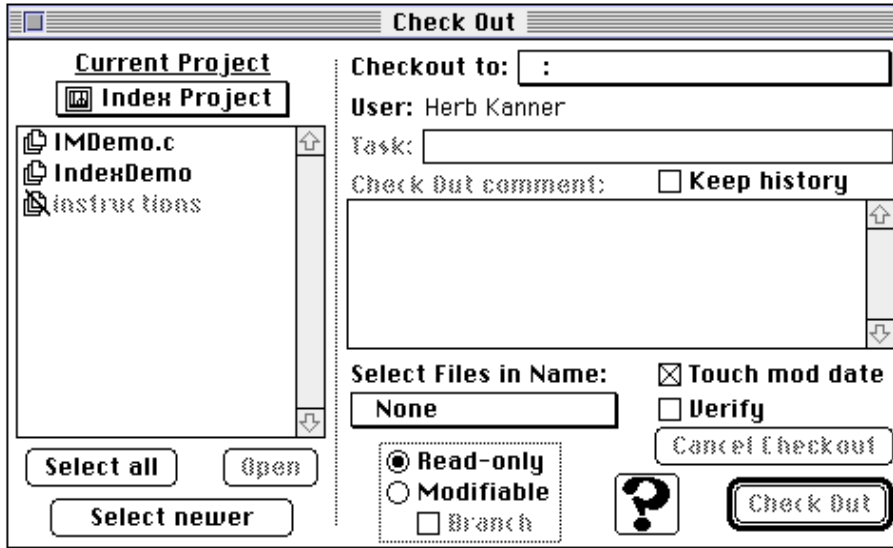 Check Out
Current Project
Index Project
IMDemo.c
IndexDemo
instructions
Select all
Open
Select newer
Checkout to: :
User: Herb Kanner
Task:
Check Out comment:
Keep history
Select Files in Name:
None
Touch mod date
Verify
Cancel Checkout
Read-only
Modifiable
Branch
?
Check Out